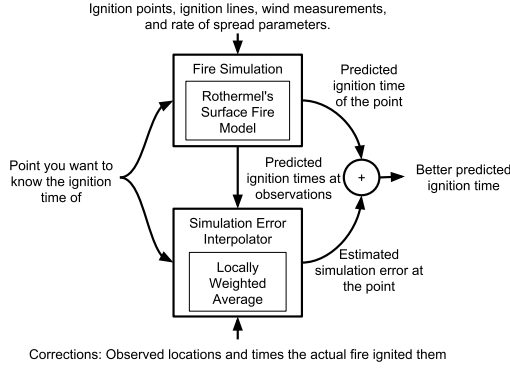 Ignition points, ignition lines, wind measurements,
and rate of spread parameters.
Fire Simulation
Rothermel's
Surface Fire
Model
Predicted
ignition time
of the point
Point you want to
know the ignition
time of
Predicted
ignition times at
observations
+
Better predicted
ignition time
Simulation Error
Interpolator
Locally
Weighted
Average
Estimated
simulation error at
the point
Corrections: Observed locations and times the actual fire ignited them